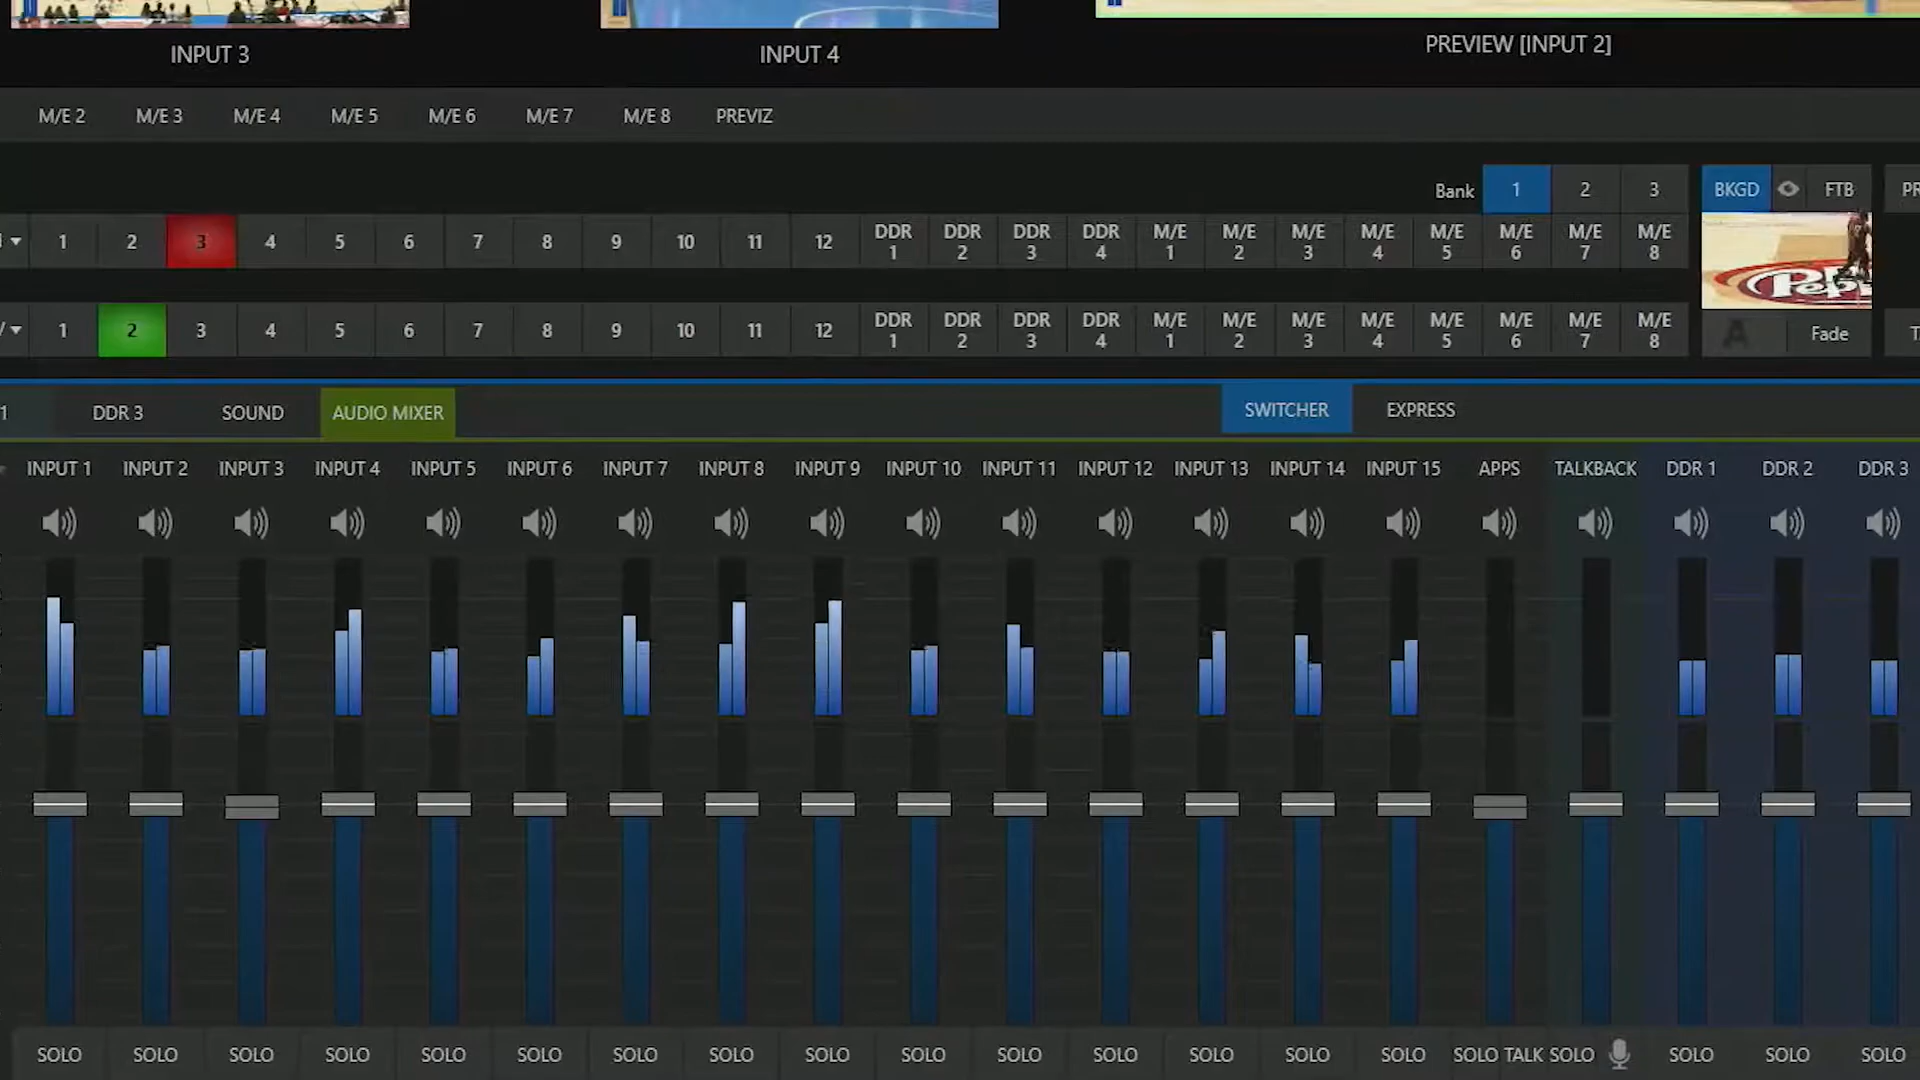 INPUT 3
INPUT 4
PREVIEW [INPUT 2]
M/E 2 M/E 3 M/E 4 M/E 5 M/E 6 M/E 7 M/E 8 PREVIZ
Bank 1 2 3 BKGD FTB
1 2 3 4 5 6 7 8 9 10 11 12 DDR 1 DDR 2 DDR 3 DDR 4 M/E 1 M/E 2 M/E 3 M/E 4 M/E 5 M/E 6 M/E 7 M/E 8
1 2 3 4 5 6 7 8 9 10 11 12 DDR 1 DDR 2 DDR 3 DDR 4 M/E 1 M/E 2 M/E 3 M/E 4 M/E 5 M/E 6 M/E 7 M/E 8
A Fade
1 DDR 3 SOUND AUDIO MIXER SWITCHER EXPRESS
INPUT 1 INPUT 2 INPUT 3 INPUT 4 INPUT 5 INPUT 6 INPUT 7 INPUT 8 INPUT 9 INPUT 10 INPUT 11 INPUT 12 INPUT 13 INPUT 14 INPUT 15 APPS TALKBACK DDR 1 DDR 2 DDR 3
SOLO SOLO SOLO SOLO SOLO SOLO SOLO SOLO SOLO SOLO SOLO SOLO SOLO SOLO SOLO SOLO TALK SOLO SOLO SOLO SOLO